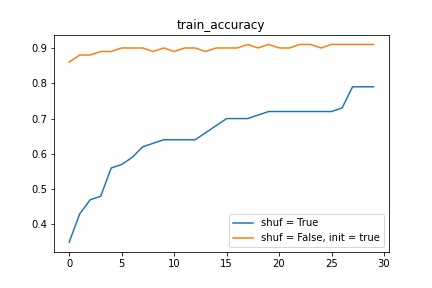 train_accuracy
0.9
0.8
0.7
0.6
0.5
0.4
shuf = True
shuf = False, init = true
0 5 10 15 20 25 30